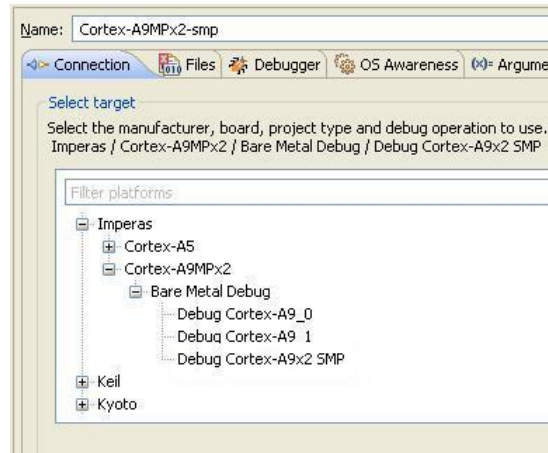 Name: Cortex-A9MPx2-smp
Connection Files Debugger OS Awareness (x)= Argume
Select target
Select the manufacturer, board, project type and debug operation to use.
Imperas / Cortex-A9MPx2 / Bare Metal Debug / Debug Cortex-A9x2 SMP
Filter platforms
Imperas
Cortex-A5
Cortex-A9MPx2
Bare Metal Debug
Debug Cortex-A9_0
Debug Cortex-A9_1
Debug Cortex-A9x2 SMP
Keil
Kyoto